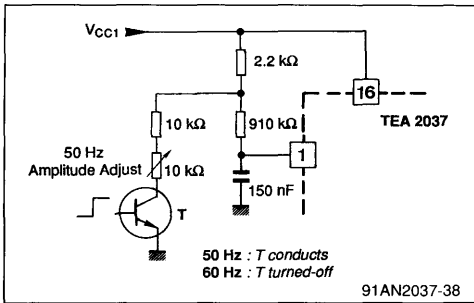 VCC1
2.2 kΩ
16
TEA 2037
10 kΩ
910 kΩ
1
50 Hz
Amplitude Adjust
10 kΩ
150 nF
T
50 Hz : T conducts
60 Hz : T turned-off
91AN2037-38